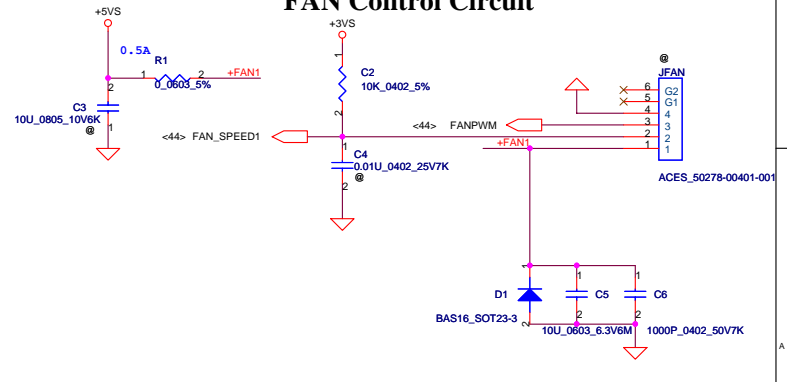 FAN Control Circuit
+5VS
+3VS
0.5A
R1
1
2
+FAN1
0_0603_5%
2
C3
10U_0805_10V6K
1
@
1
C2
10K_0402_5%
2
<44> FAN_SPEED1
1
C4
0.01U_0402_25V7K
@
2
@
JFAN
6
G2
5
G1
4
4
<44> FANPWM
3
3
2
2
+FAN1
1
1
ACES_50278-00401-001
1
D1
BAS16_SOT23-3
2
1
C5
2
10U_0603_6.3V6M
1
C6
2
1000P_0402_50V7K
A